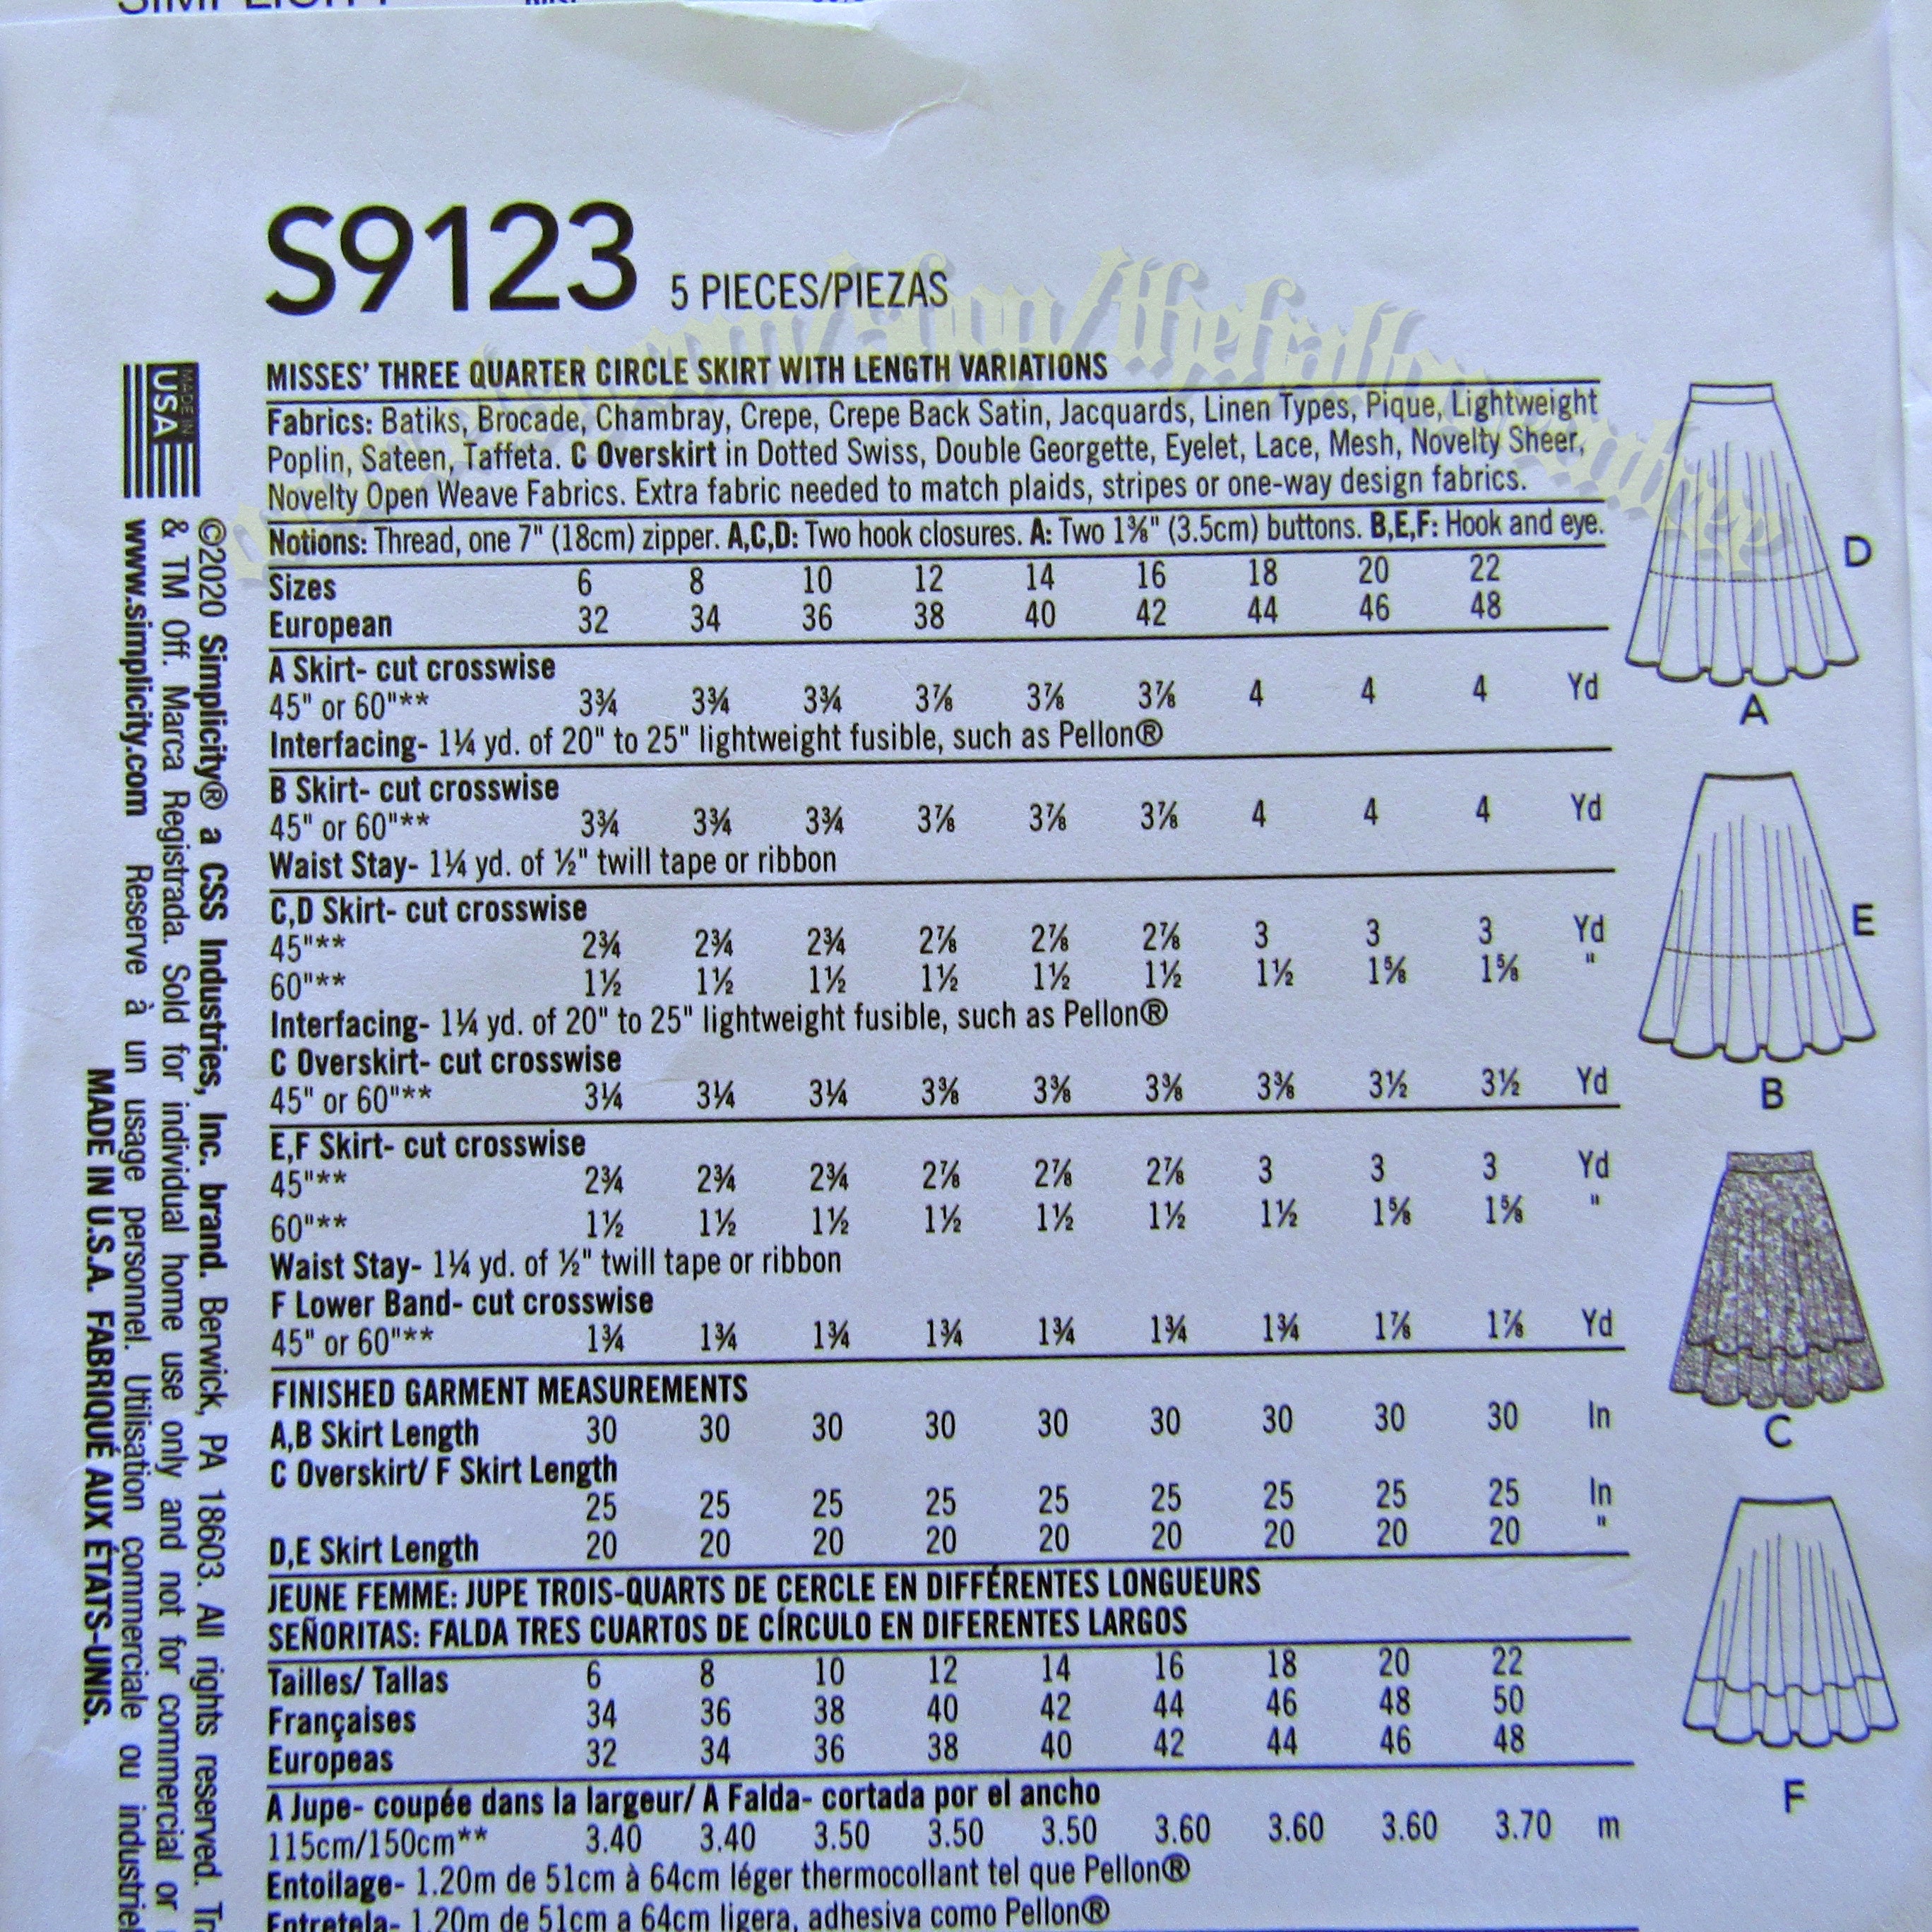 S9123 5 PIECES/PIEZAS
MISSES' THREE QUARTER CIRCLE SKIRT WITH LENGTH VARIATIONS
Fabrics: Batiks, Brocade, Chambray, Crepe, Crepe Back Satin, Jacquards, Linen Types, Pique, Lightweight
Poplin, Sateen, Taffeta. C Overskirt in Dotted Swiss, Double Georgette, Eyelet, Lace, Mesh, Novelty Sheer,
Novelty Open Weave Fabrics. Extra fabric needed to match plaids, stripes or one-way design fabrics.
Notions: Thread, one 7" (18cm) zipper. A,C,D: Two hook closures. A: Two 1⅜" (3.5cm) buttons. B,E,F: Hook and eye.
Sizes 6 8 10 12 14 16 18 20 22
European 32 34 36 38 40 42 44 46 48
A Skirt- cut crosswise
45" or 60"** 3¾ 3¾ 3¾ 3⅞ 3⅞ 3⅞ 4 4 4 Yd
Interfacing- 1¼ yd. of 20" to 25" lightweight fusible, such as Pellon®
B Skirt- cut crosswise
45" or 60"** 3¾ 3¾ 3¾ 3⅞ 3⅞ 3⅞ 4 4 4 Yd
Waist Stay- 1¼ yd. of ½" twill tape or ribbon
C,D Skirt- cut crosswise
45"** 2¾ 2¾ 2¾ 2⅞ 2⅞ 2⅞ 3 3 3 Yd
60"** 1½ 1½ 1½ 1½ 1½ 1½ 1½ 1⅝ 1⅝ "
Interfacing- 1¼ yd. of 20" to 25" lightweight fusible, such as Pellon®
C Overskirt- cut crosswise
45" or 60"** 3¼ 3¼ 3¼ 3⅜ 3⅜ 3⅜ 3⅜ 3½ 3½ Yd
E,F Skirt- cut crosswise
45"** 2¾ 2¾ 2¾ 2⅞ 2⅞ 2⅞ 3 3 3 Yd
60"** 1½ 1½ 1½ 1½ 1½ 1½ 1½ 1⅝ 1⅝ "
Waist Stay- 1¼ yd. of ½" twill tape or ribbon
F Lower Band- cut crosswise
45" or 60"** 1¾ 1¾ 1¾ 1¾ 1¾ 1¾ 1¾ 1⅞ 1⅞ Yd
FINISHED GARMENT MEASUREMENTS
A,B Skirt Length 30 30 30 30 30 30 30 30 30 In
C Overskirt/ F Skirt Length
25 25 25 25 25 25 25 25 25 In
D,E Skirt Length 20 20 20 20 20 20 20 20 20 "
JEUNE FEMME: JUPE TROIS-QUARTS DE CERCLE EN DIFFÉRENTES LONGUEURS
SEÑORITAS: FALDA TRES CUARTOS DE CÍRCULO EN DIFERENTES LARGOS
Tailles/ Tallas 6 8 10 12 14 16 18 20 22
Françaises 34 36 38 40 42 44 46 48 50
Europeas 32 34 36 38 40 42 44 46 48
A Jupe- coupée dans la largeur/ A Falda- cortada por el ancho
115cm/150cm** 3.40 3.40 3.50 3.50 3.50 3.60 3.60 3.60 3.70 m
Entoilage- 1.20m de 51cm à 64cm léger thermocollant tel que Pellon®
Entretela- 1.20m de 51cm a 64cm ligera, adhesiva como Pellon®
D
A
E
B
C
F
MADE IN
USA
©2020 Simplicity® a CSS Industries, Inc. brand. Berwick, PA 18603. All rights reserved.
& TM Off. Marca Registrada. Sold for individual home use only and not for commercial or
www.simplicity.com Reserve à un usage personnel. Utilisation commerciale ou
MADE IN U.S.A. FABRIQUÉ AUX ÉTATS-UNIS.